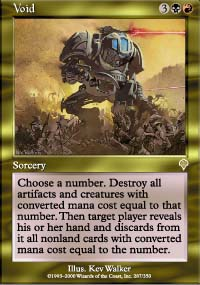 Void
3
Sorcery
Choose a number. Destroy all
artifacts and creatures with
converted mana cost equal to that
number. Then target player reveals
his or her hand and discards from
it all nonland cards with converted
mana cost equal to the number.
Illus. Kev Walker
©1993-2000 Wizards of the Coast, Inc. 287/350